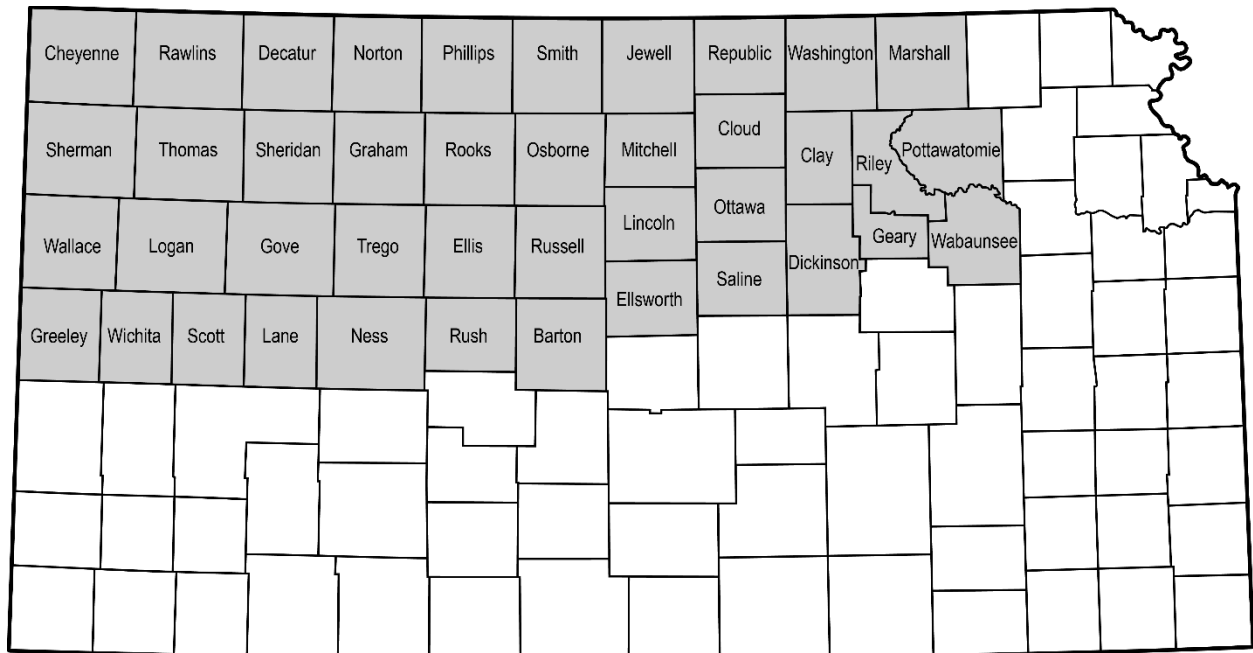 Cheyenne
Rawlins
Decatur
Norton
Phillips
Smith
Jewell
Republic
Washington
Marshall
Sherman
Thomas
Sheridan
Graham
Rooks
Osborne
Mitchell
Cloud
Clay
Riley
Pottawatomie
Wallace
Logan
Gove
Trego
Ellis
Russell
Lincoln
Ottawa
Dickinson
Geary
Wabaunsee
Greeley
Wichita
Scott
Lane
Ness
Rush
Barton
Ellsworth
Saline